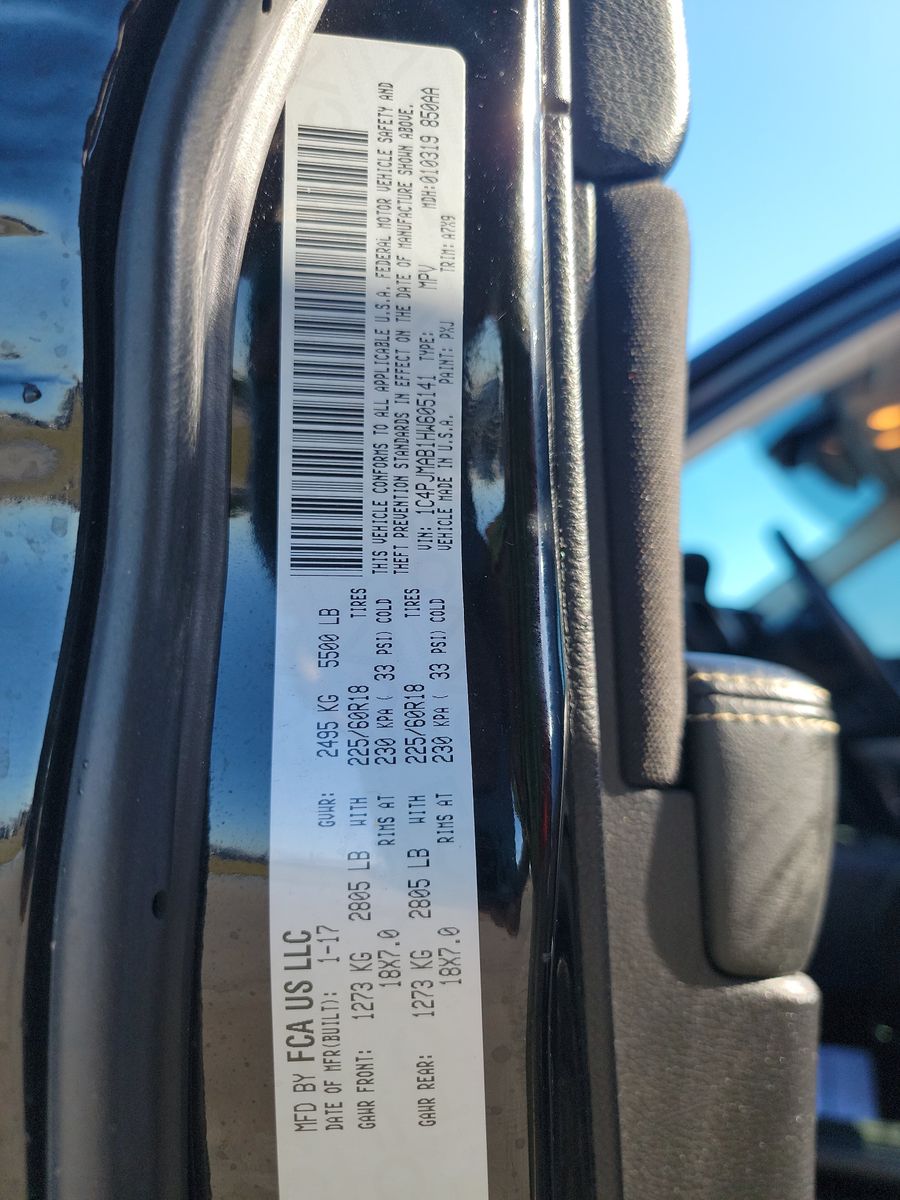 MFD BY FCA US LLC
DATE OF MFR(BUILT): 1-17 GVWR: 2495 KG 5500 LB
GAWR FRONT: 1273 KG 2805 LB WITH 225/60R18 TIRES
18X7.0 RIMS AT 230 KPA ( 33 PSI) COLD
GAWR REAR: 1273 KG 2805 LB WITH 225/60R18 TIRES
18X7.0 RIMS AT 230 KPA ( 33 PSI) COLD
THIS VEHICLE CONFORMS TO ALL APPLICABLE U.S.A. FEDERAL MOTOR VEHICLE SAFETY AND
THEFT PREVENTION STANDARDS IN EFFECT ON THE DATE OF MANUFACTURE SHOWN ABOVE.
VIN: 1C4PJMAB1HW605141 TYPE: MPV MDH:010319 850AA
VEHICLE MADE IN U.S.A. PAINT: PXJ TRIM: A7X9